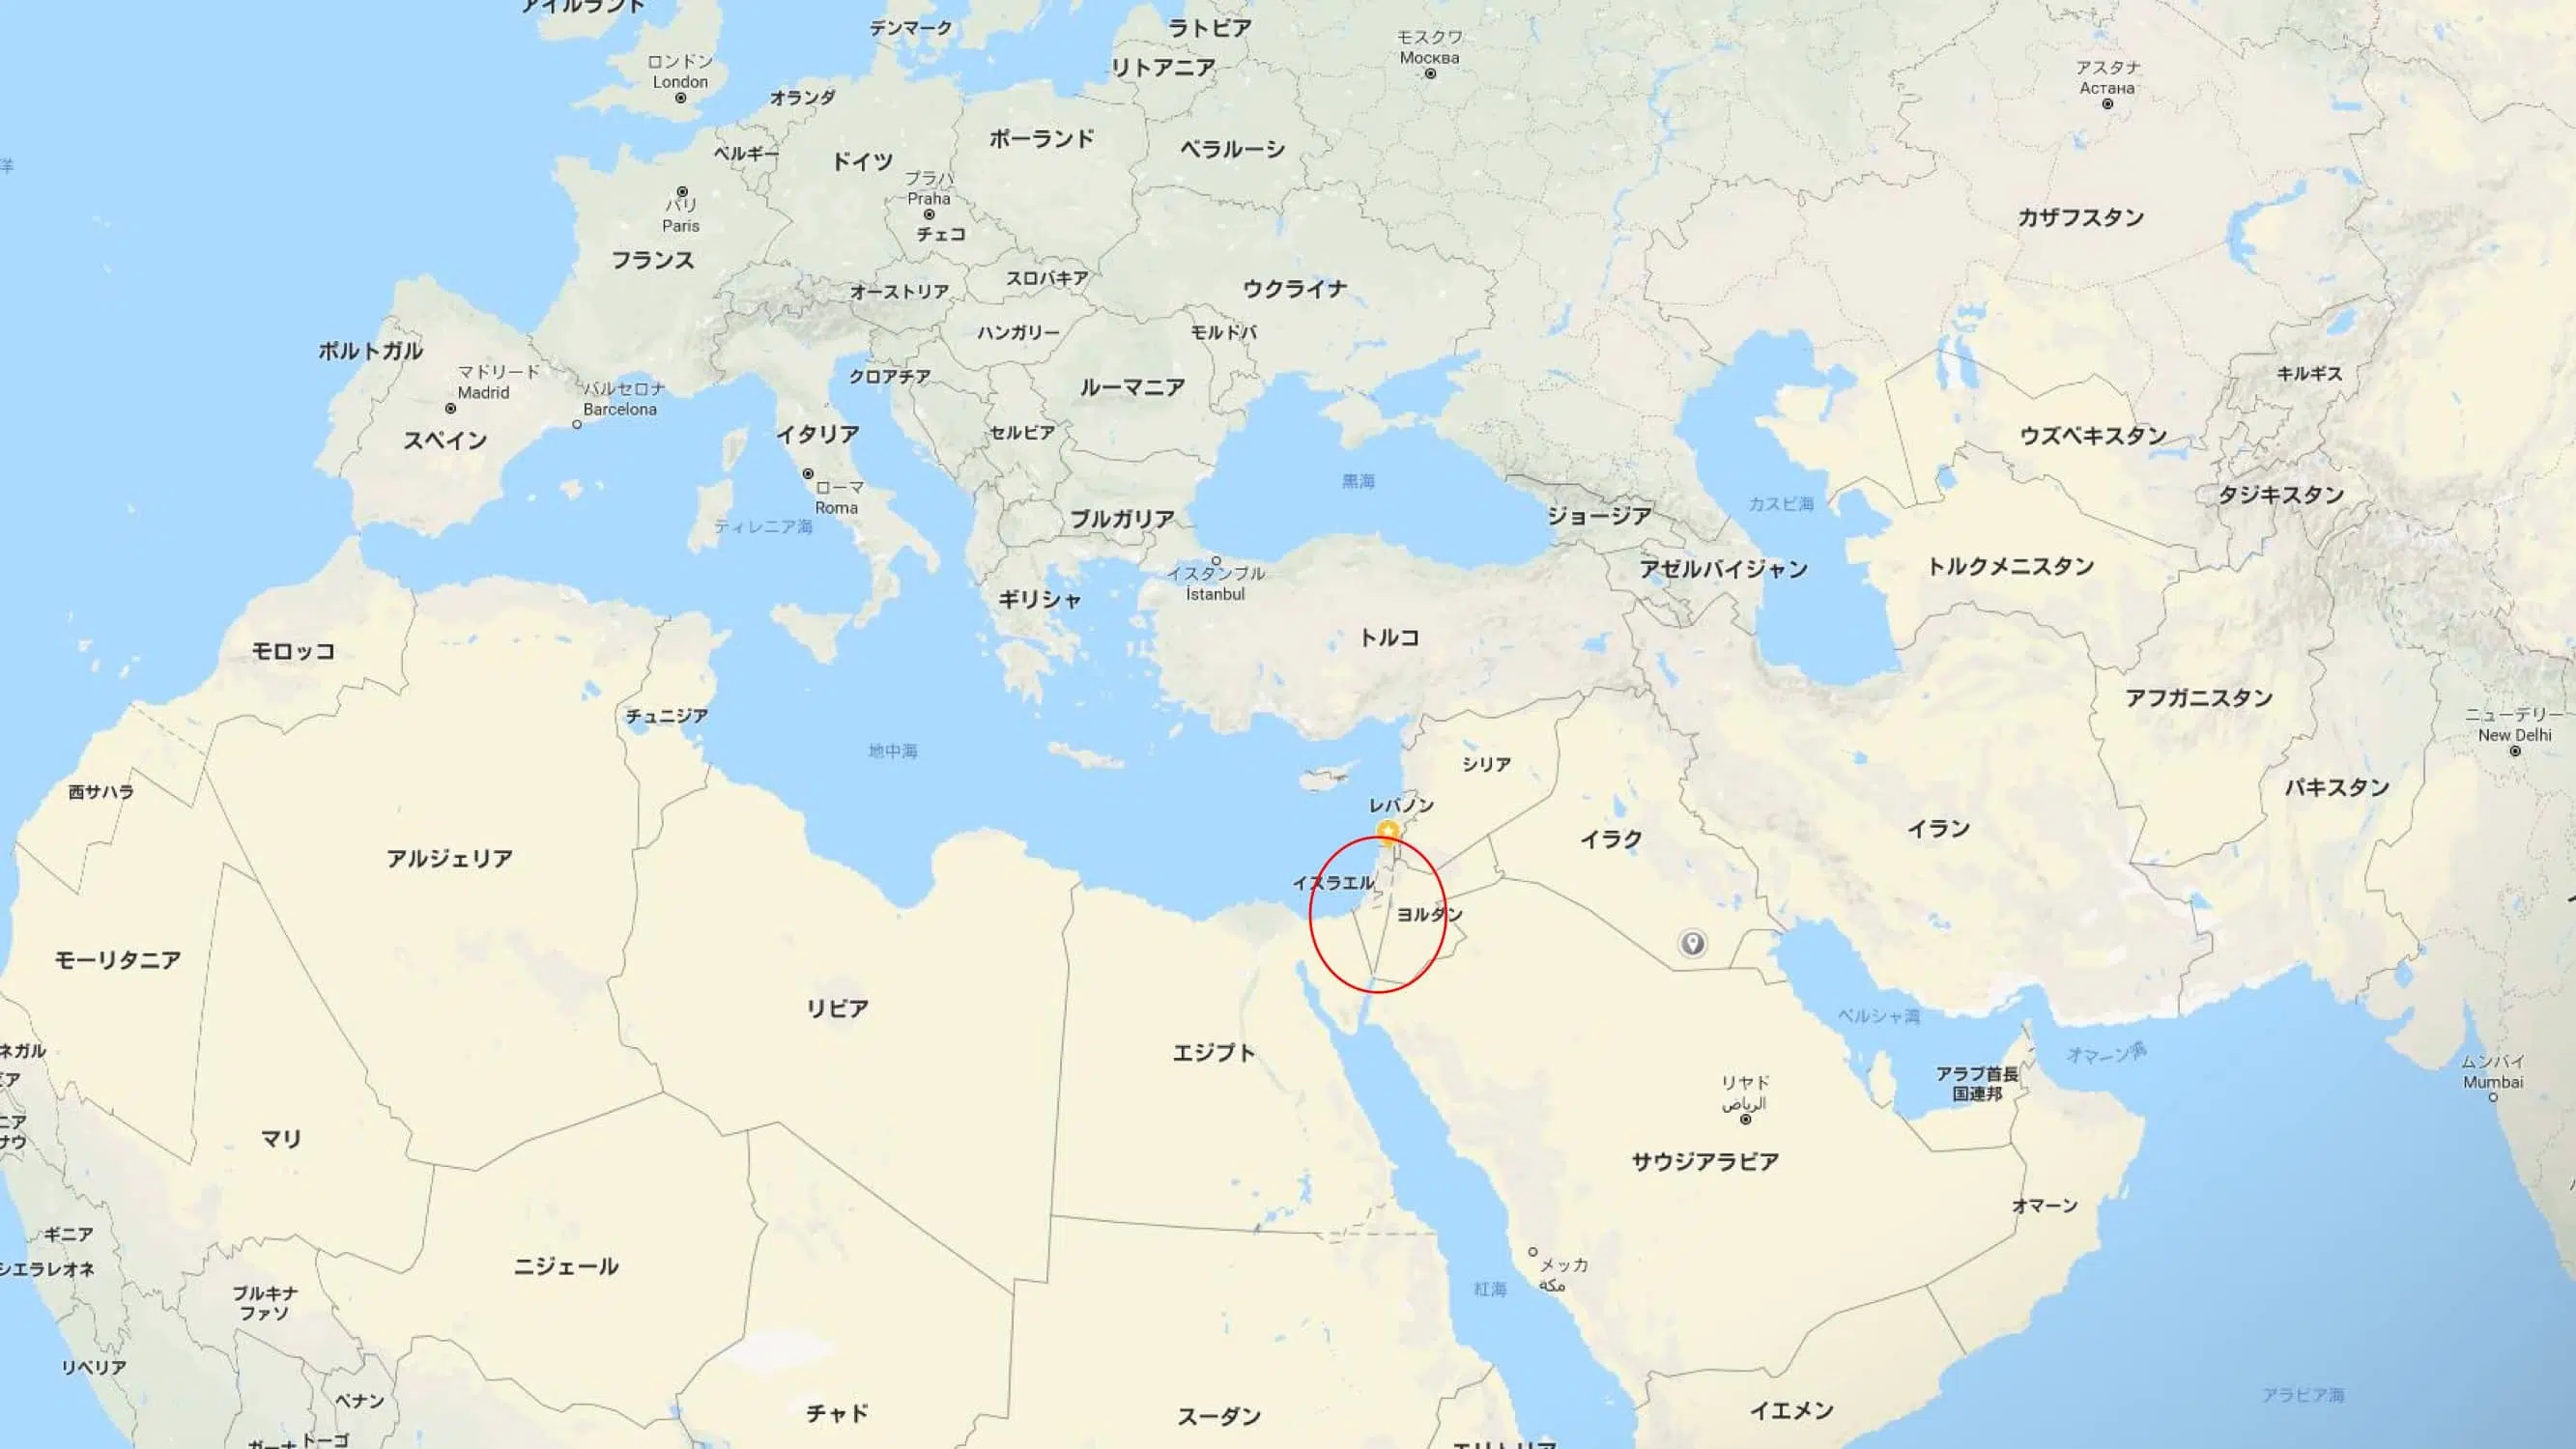 アイルランド
デンマーク
ラトビア
モスクワ
Москва
ロンドン
London
リトアニア
アスタナ
Астана
オランダ
ポーランド
ベラルーシ
ベルギー
ドイツ
洋
プラハ
Praha
パリ
Paris
チェコ
カザフスタン
フランス
スロバキア
オーストリア
ウクライナ
ハンガリー
モルドバ
ポルトガル
マドリード
Madrid
バルセロナ
Barcelona
クロアチア
ルーマニア
キルギス
スペイン
イタリア
セルビア
ウズベキスタン
黒海
ローマ
Roma
カスピ海
タジキスタン
ティレニア海
ブルガリア
ジョージア
イスタンブル
İstanbul
アゼルバイジャン
トルクメニスタン
ギリシャ
トルコ
モロッコ
アフガニスタン
チュニジア
ニューデリー
New Delhi
地中海
シリア
西サハラ
レバノン
パキスタン
イラク
イラン
アルジェリア
イスラエル
ヨルダン
モーリタニア
リビア
ペルシャ湾
ネガル
エジプト
オマーン湾
ムンバイ
Mumbai
リヤド
الرياض
アラブ首長
国連邦
ビア
ニア
サウ
マリ
サウジアラビア
オマーン
ギニア
シエラレオネ
ニジェール
メッカ
مكة
紅海
ブルキナ
ファソ
リベリア
ベナン
アラビア海
チャド
スーダン
イエメン
ガーナ
トーゴ
エリトリア